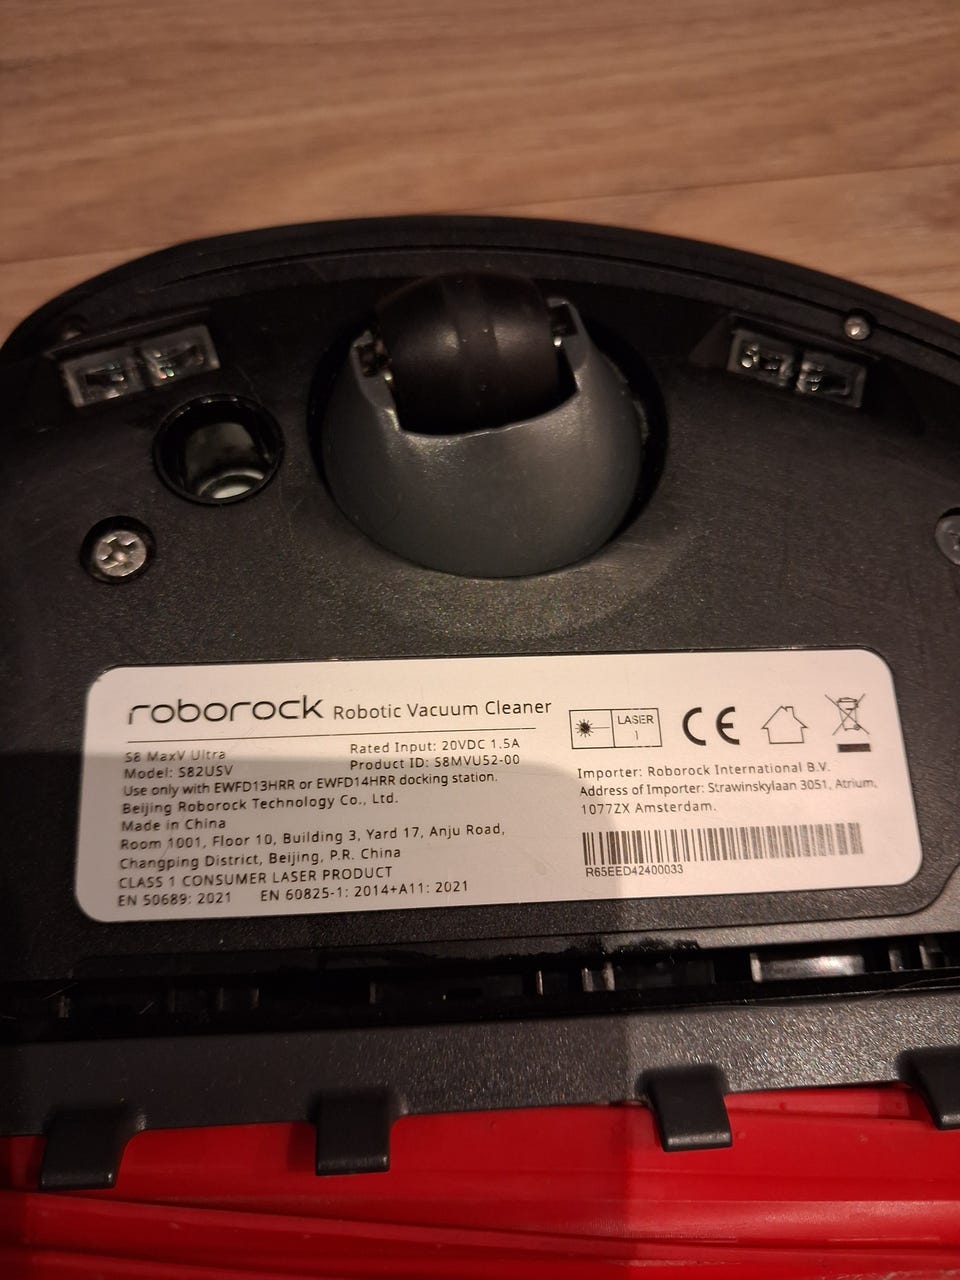 roborock Robotic Vacuum Cleaner
S8 MaxV Ultra
Rated Input: 20VDC 1.5A
Model: S82USV
Product ID: S8MVU52-00
Use only with EWFD13HRR or EWFD14HRR docking station.
Beijing Roborock Technology Co., Ltd.
Made in China
Room 1001, Floor 10, Building 3, Yard 17, Anju Road,
Changping District, Beijing, P.R. China
CLASS 1 CONSUMER LASER PRODUCT
EN 50689: 2021 EN 60825-1: 2014+A11: 2021
LASER
1
CE
Importer: Roborock International B.V.
Address of Importer: Strawinskylaan 3051, Atrium,
1077ZX Amsterdam.
R65EED42400033